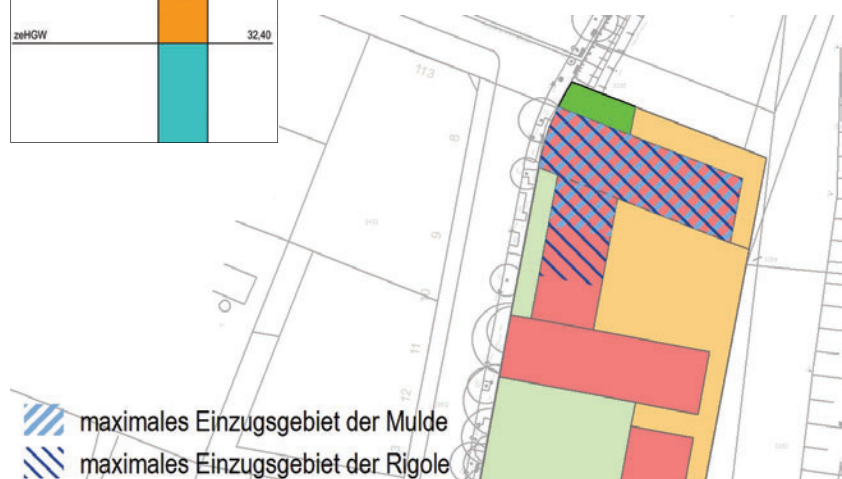 zeHGW 32,40
113
8
9
10
11
12
maximales Einzugsgebiet der Mulde
maximales Einzugsgebiet der Rigole